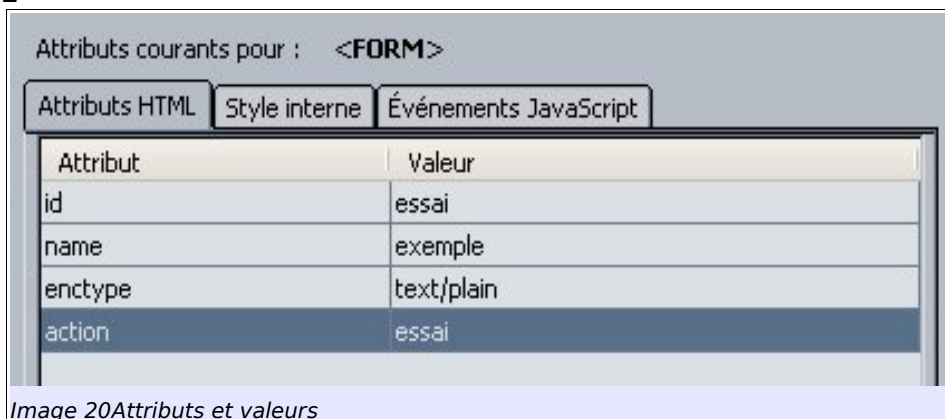 Attributs courants pour : <FORM>
Attributs HTML Style interne Événements JavaScript
Attribut Valeur
id essai
name exemple
enctype text/plain
action essai
Image 20Attributs et valeurs